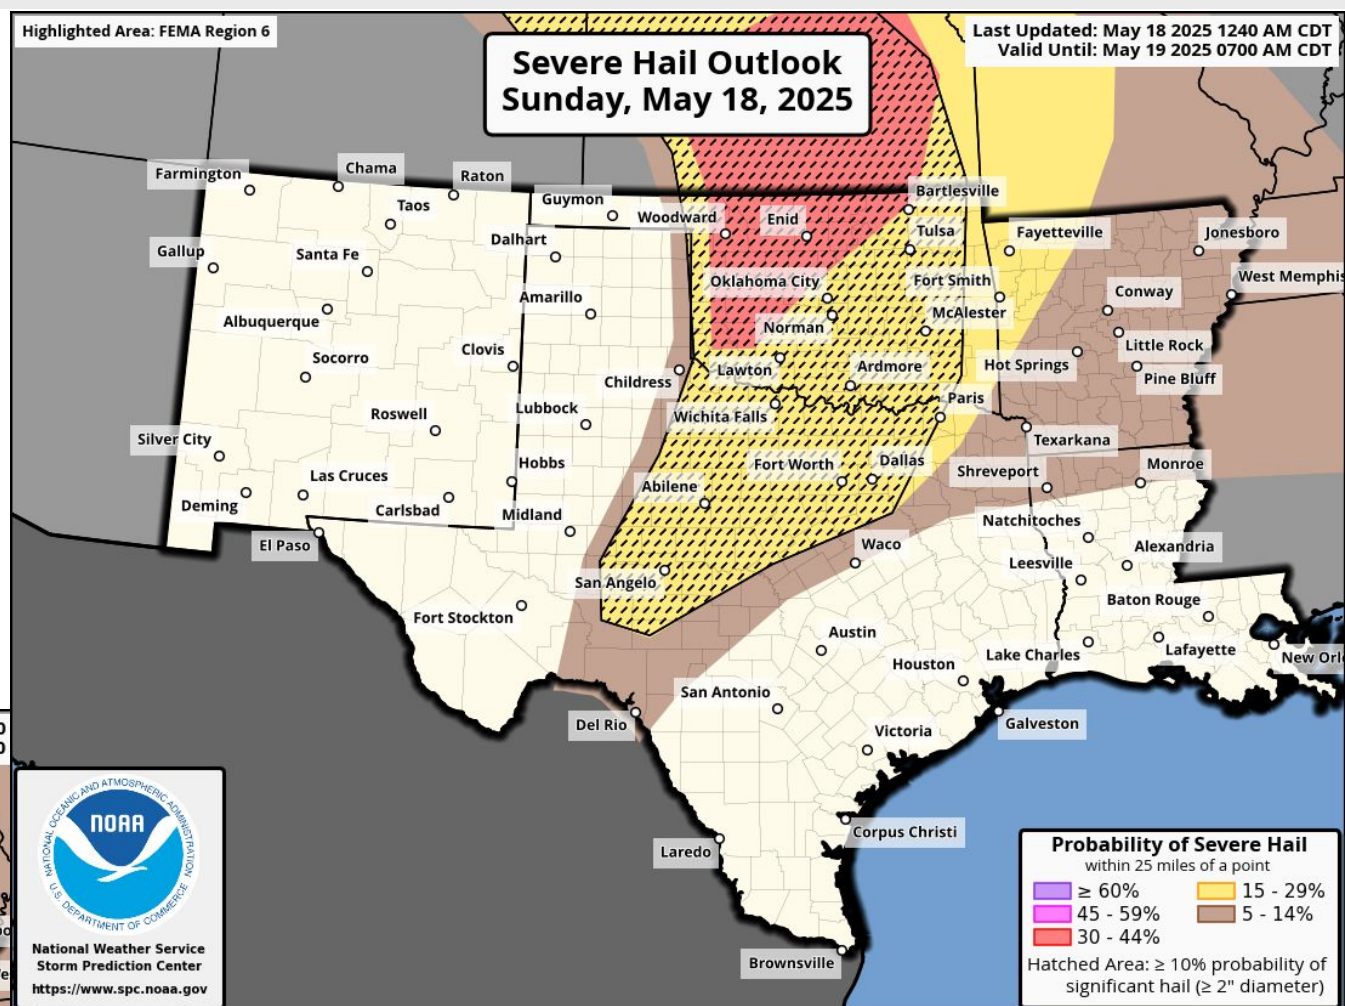 Highlighted Area: FEMA Region 6
Severe Hail Outlook
Sunday, May 18, 2025
Last Updated: May 18 2025 1240 AM CDT
Valid Until: May 19 2025 0700 AM CDT
Farmington
Chama
Raton
Taos
Guymon
Woodward
Enid
Bartlesville
Gallup
Santa Fe
Dalhart
Tulsa
Fayetteville
Jonesboro
Albuquerque
Amarillo
Oklahoma City
Fort Smith
Conway
West Memphis
Norman
McAlester
Socorro
Clovis
Childress
Lawton
Ardmore
Hot Springs
Little Rock
Pine Bluff
Roswell
Lubbock
Wichita Falls
Paris
Texarkana
Silver City
Las Cruces
Hobbs
Abilene
Fort Worth
Dallas
Shreveport
Monroe
Deming
Carlsbad
Midland
Natchitoches
El Paso
San Angelo
Waco
Leesville
Alexandria
Fort Stockton
Austin
Baton Rouge
Houston
Lake Charles
Lafayette
New Orl
Del Rio
San Antonio
Galveston
Victoria
Laredo
Corpus Christi
Brownsville
NATIONAL OCEANIC AND ATMOSPHERIC ADMINISTRATION
NOAA
U.S. DEPARTMENT OF COMMERCE
National Weather Service
Storm Prediction Center
https://www.spc.noaa.gov
Probability of Severe Hail
within 25 miles of a point
≥ 60%
15 - 29%
45 - 59%
5 - 14%
30 - 44%
Hatched Area: ≥ 10% probability of
significant hail (≥ 2" diameter)